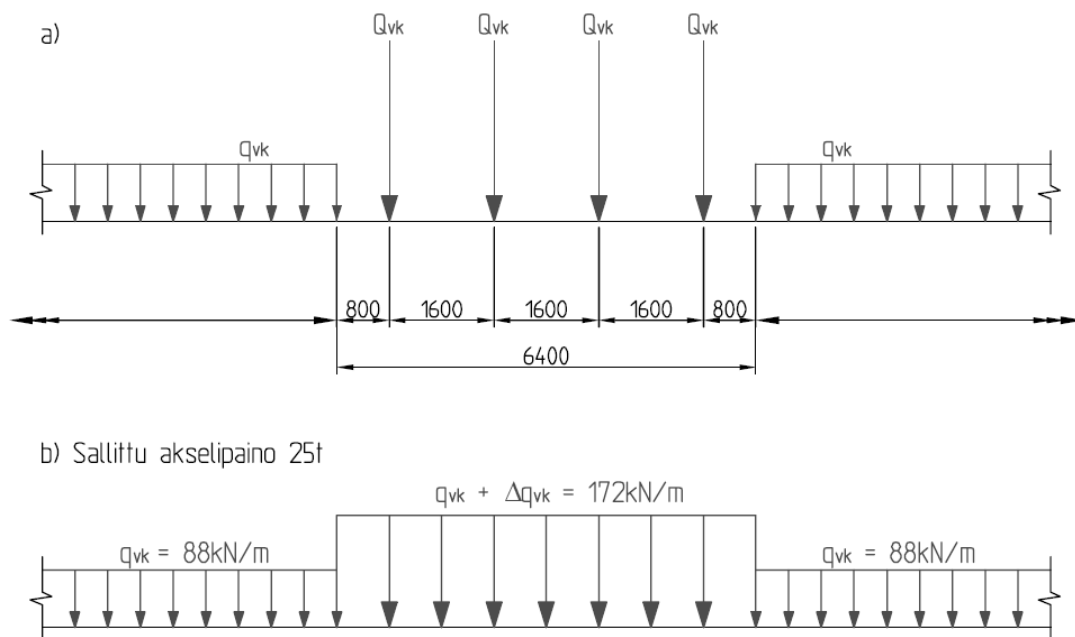 a)
Qvk Qvk Qvk Qvk
qvk qvk
800 1600 1600 1600 800
6400
b) Sallittu akselipaino 25t
qvk + Δqvk = 172kN/m
qvk = 88kN/m qvk = 88kN/m